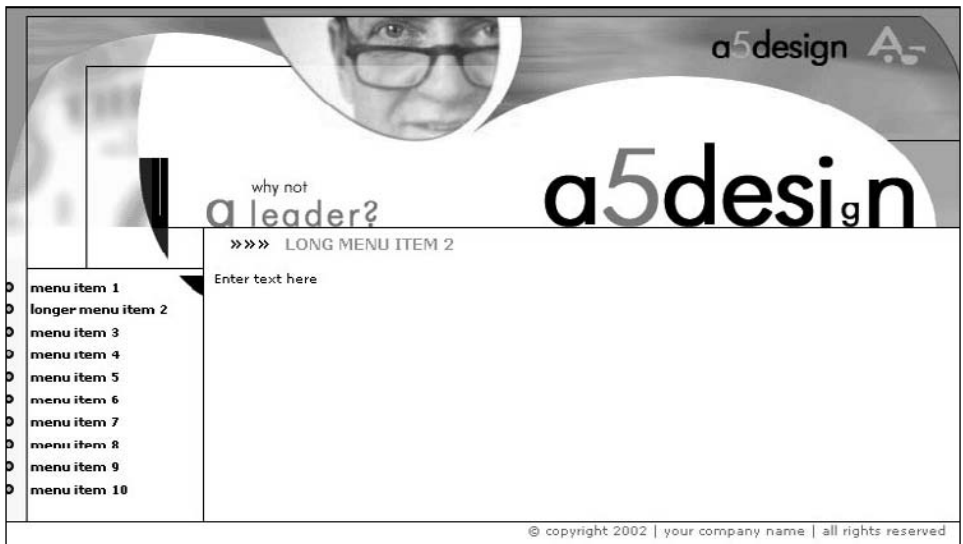 a5design A5
why not
a leader?
a5design
»»» LONG MENU ITEM 2
Enter text here
menu item 1
longer menu item 2
menu item 3
menu item 4
menu item 5
menu item 6
menu item 7
menu item 8
menu item 9
menu item 10
© copyright 2002 | your company name | all rights reserved